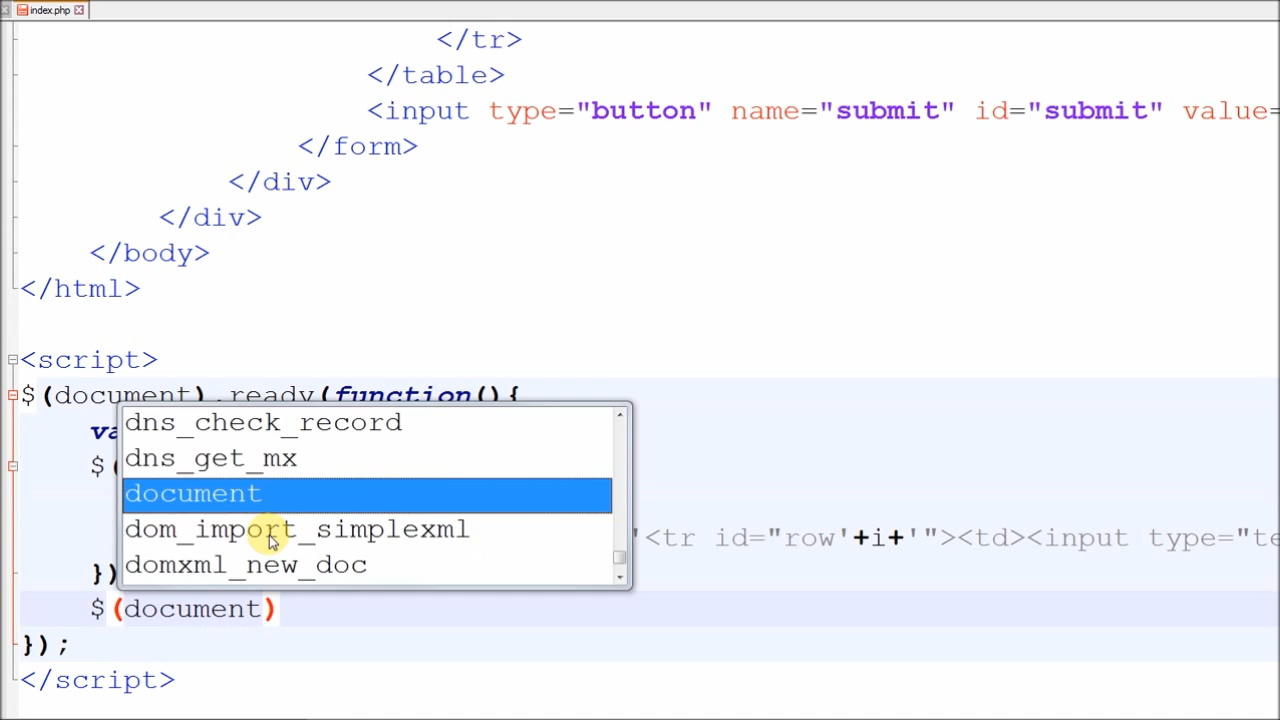 index.php
</tr>
</table>
<input type="button" name="submit" id="submit" value=
</form>
</div>
</div>
</body>
</html>
<script>
$(document).ready(function(){
va
$(
dns_check_record
dns_get_mx
document
dom_import_simplexml
domxml_new_doc
'<tr id="row'+i+'"><td><input type="te
})
$(document)
});
</script>